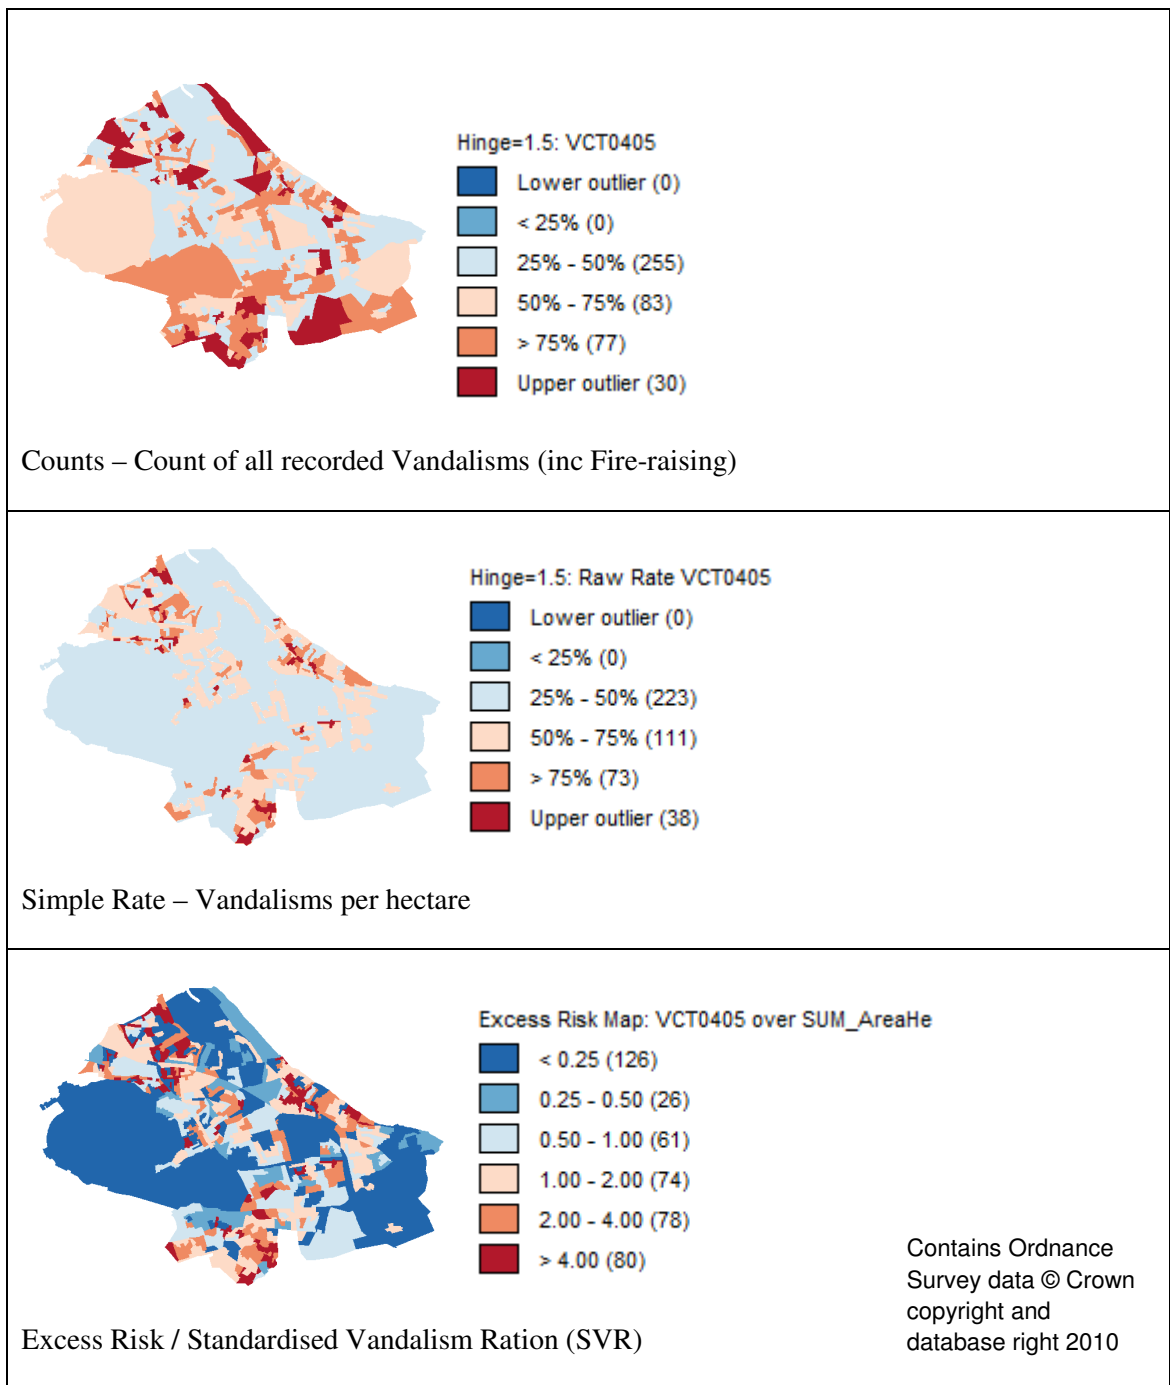 Hinge=1.5: VCT0405
Lower outlier (0)
< 25% (0)
25% - 50% (255)
50% - 75% (83)
> 75% (77)
Upper outlier (30)
Counts – Count of all recorded Vandalisms (inc Fire-raising)
Hinge=1.5: Raw Rate VCT0405
Lower outlier (0)
< 25% (0)
25% - 50% (223)
50% - 75% (111)
> 75% (73)
Upper outlier (38)
Simple Rate – Vandalisms per hectare
Excess Risk Map: VCT0405 over SUM_AreaHe
< 0.25 (126)
0.25 - 0.50 (26)
0.50 - 1.00 (61)
1.00 - 2.00 (74)
2.00 - 4.00 (78)
> 4.00 (80)
Contains Ordnance
Survey data © Crown
copyright and
database right 2010
Excess Risk / Standardised Vandalism Ration (SVR)